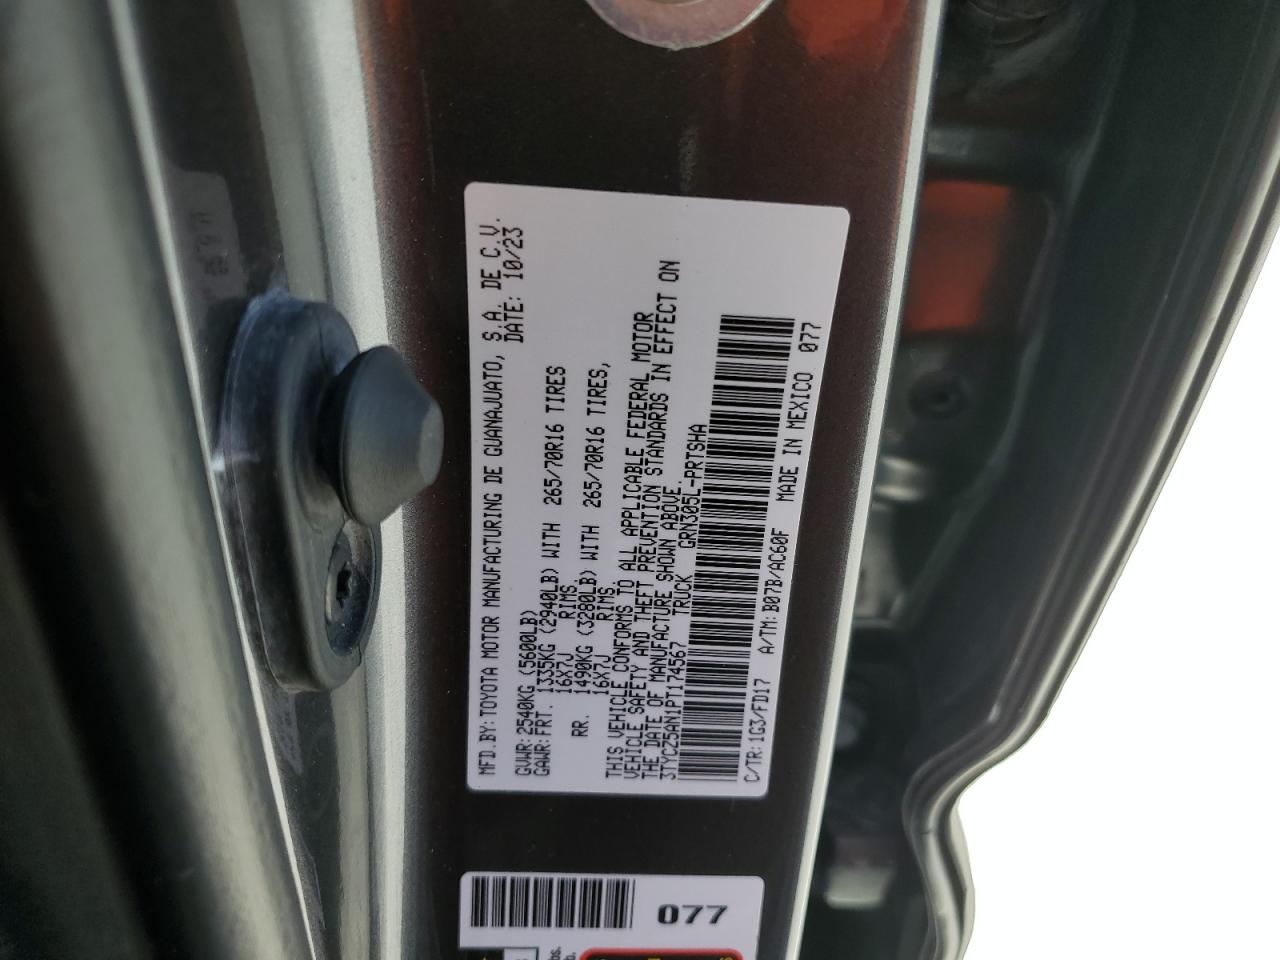 MFD.BY:TOYOTA MOTOR MANUFACTURING DE GUANAJUATO, S.A. DE C.V.
DATE: 10/23
GVWR:2540KG (5600LB)
GAWR:FRT. 1335KG (2940LB) WITH 265/70R16 TIRES
16X7J RIMS,
RR. 1490KG (3280LB) WITH 265/70R16 TIRES,
16X7J RIMS.
THIS VEHICLE CONFORMS TO ALL APPLICABLE FEDERAL MOTOR
VEHICLE SAFETY AND THEFT PREVENTION STANDARDS IN EFFECT ON
THE DATE OF MANUFACTURE SHOWN ABOVE.
3TYCZ5AN1PT174567 TRUCK GRN305L-PRTSHA
C/TR:1G3/FD17 A/TM:B07B/AC60F MADE IN MEXICO 077
077